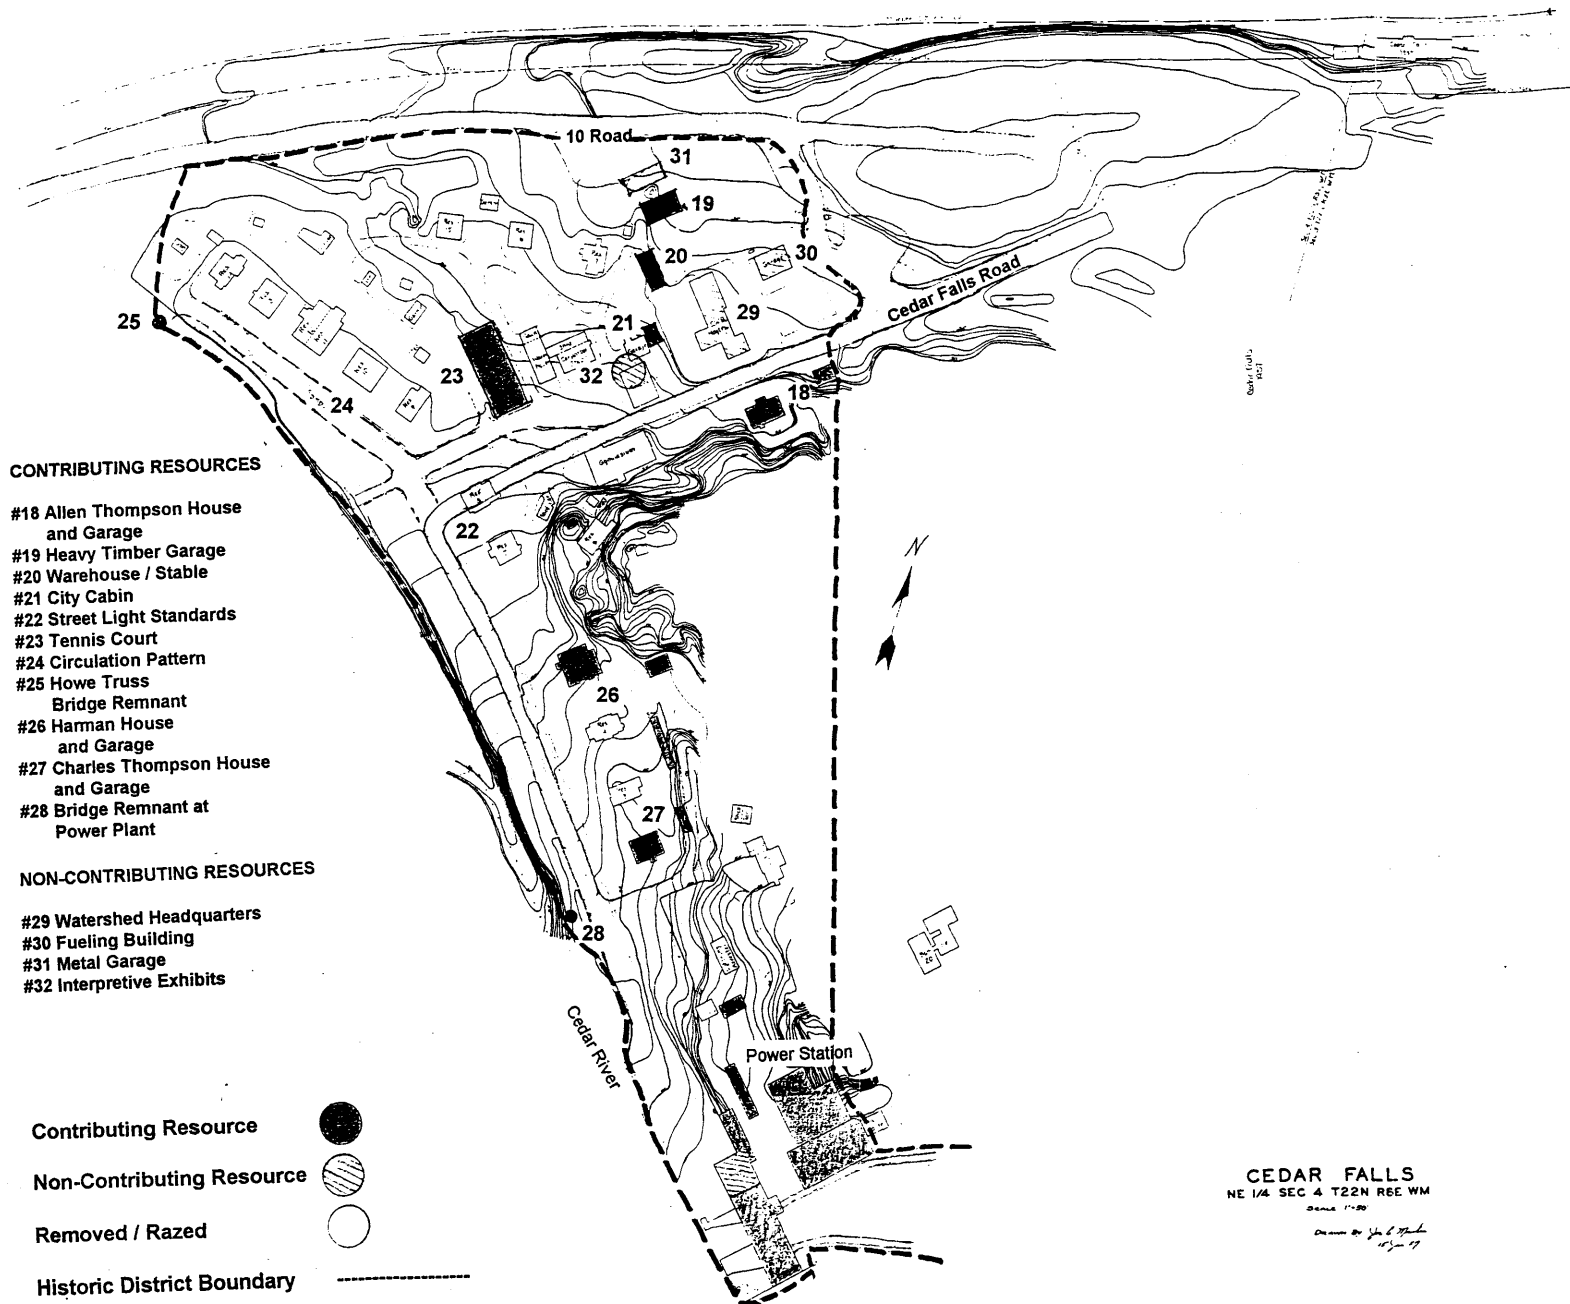 10 Road
31
19
20
30
Cedar Falls Road
25
21
29
23
32
24
18
22
26
27
28
N
CONTRIBUTING RESOURCES
#18 Allen Thompson House
and Garage
#19 Heavy Timber Garage
#20 Warehouse / Stable
#21 City Cabin
#22 Street Light Standards
#23 Tennis Court
#24 Circulation Pattern
#25 Howe Truss
Bridge Remnant
#26 Harman House
and Garage
#27 Charles Thompson House
and Garage
#28 Bridge Remnant at
Power Plant
NON-CONTRIBUTING RESOURCES
#29 Watershed Headquarters
#30 Fueling Building
#31 Metal Garage
#32 Interpretive Exhibits
Cedar River
Power Station
Contributing Resource
Non-Contributing Resource
Removed / Razed
Historic District Boundary
CEDAR FALLS
NE 1/4 SEC 4 T22N R8E WM
Scale 1"=50'